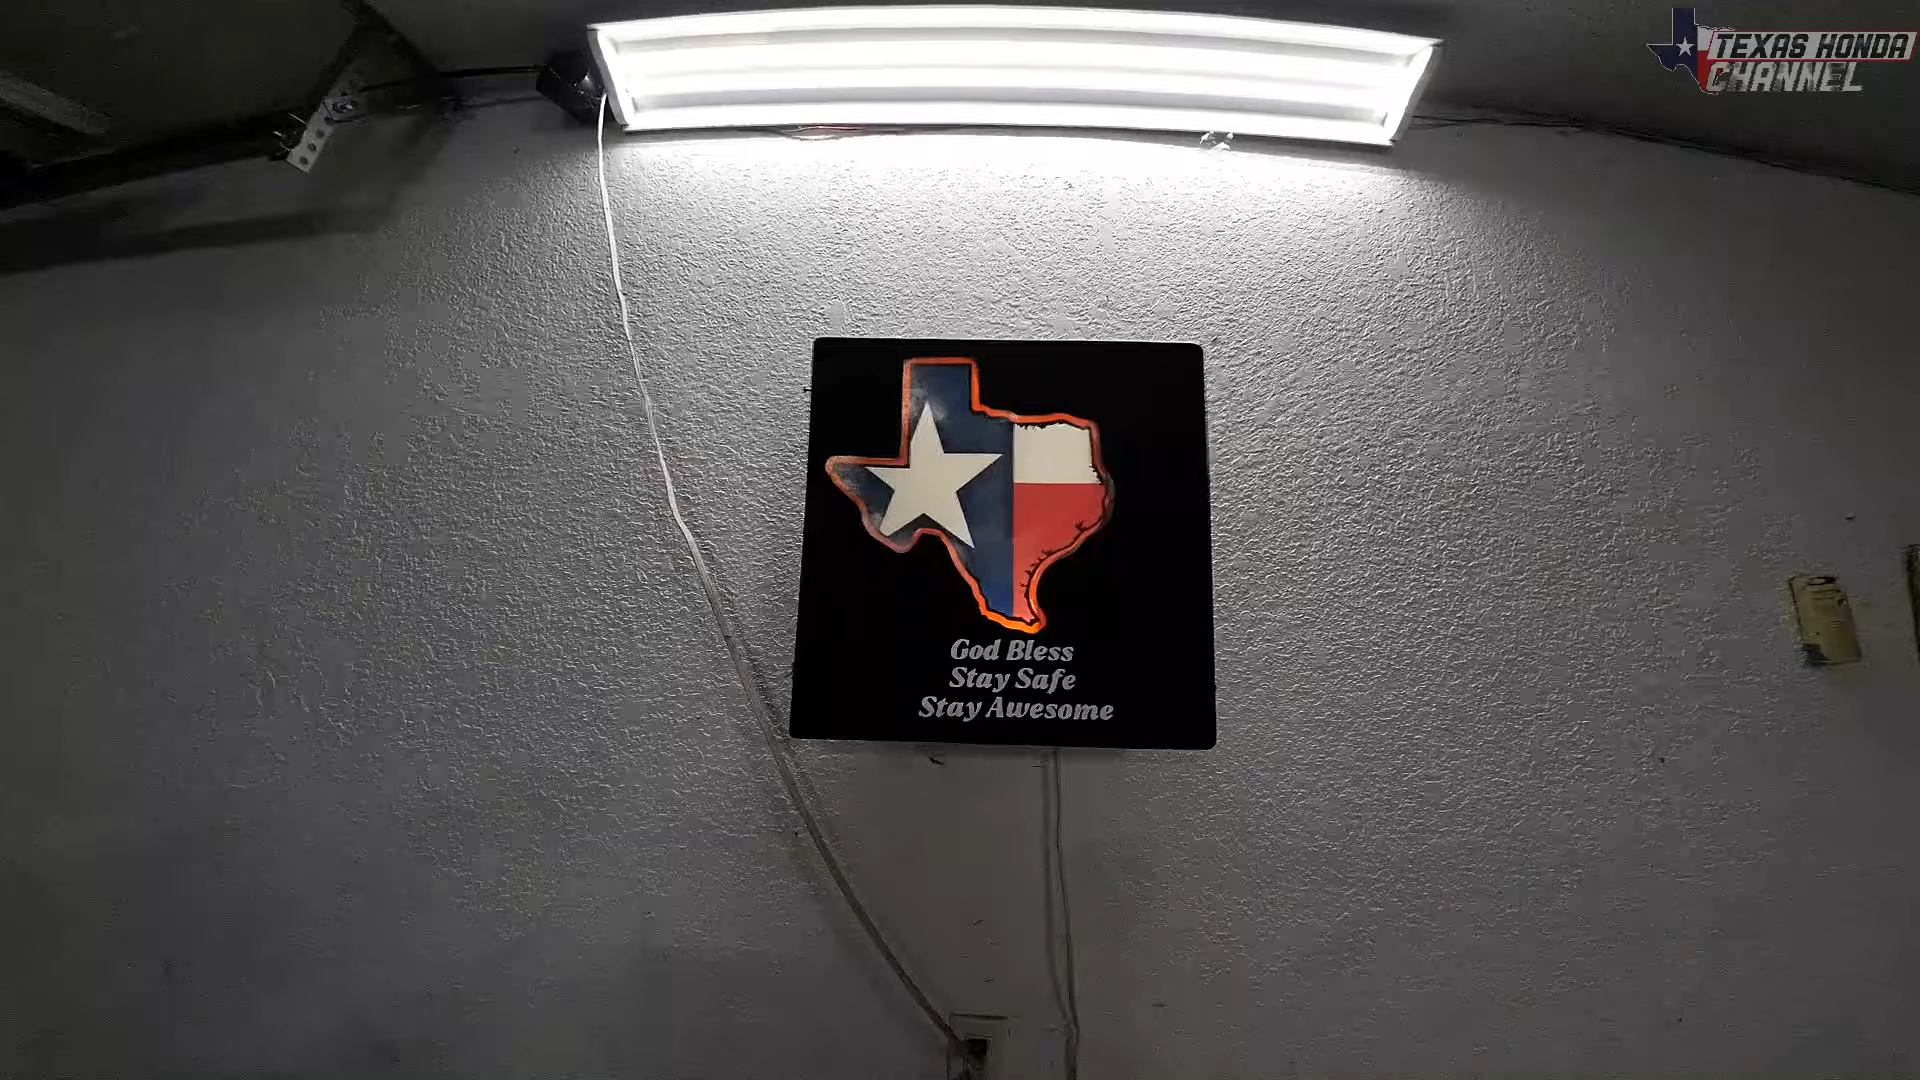 TEXAS HONDA
CHANNEL
God Bless
Stay Safe
Stay Awesome